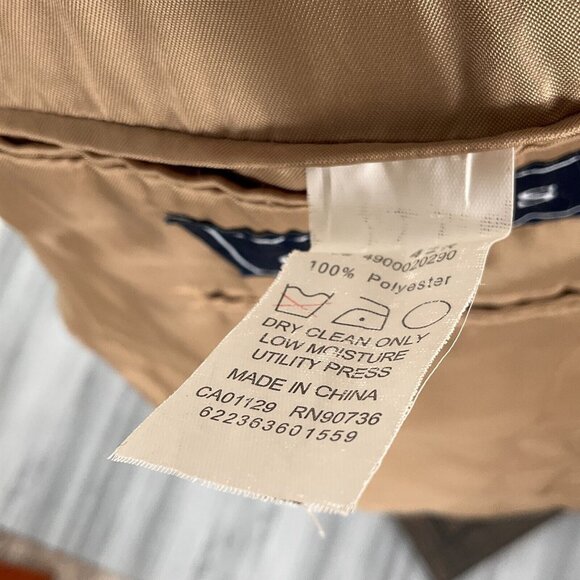 4900020290
100% Polyester
DRY CLEAN ONLY
LOW MOISTURE
UTILITY PRESS
MADE IN CHINA
CA01129 RN90736
622363601559